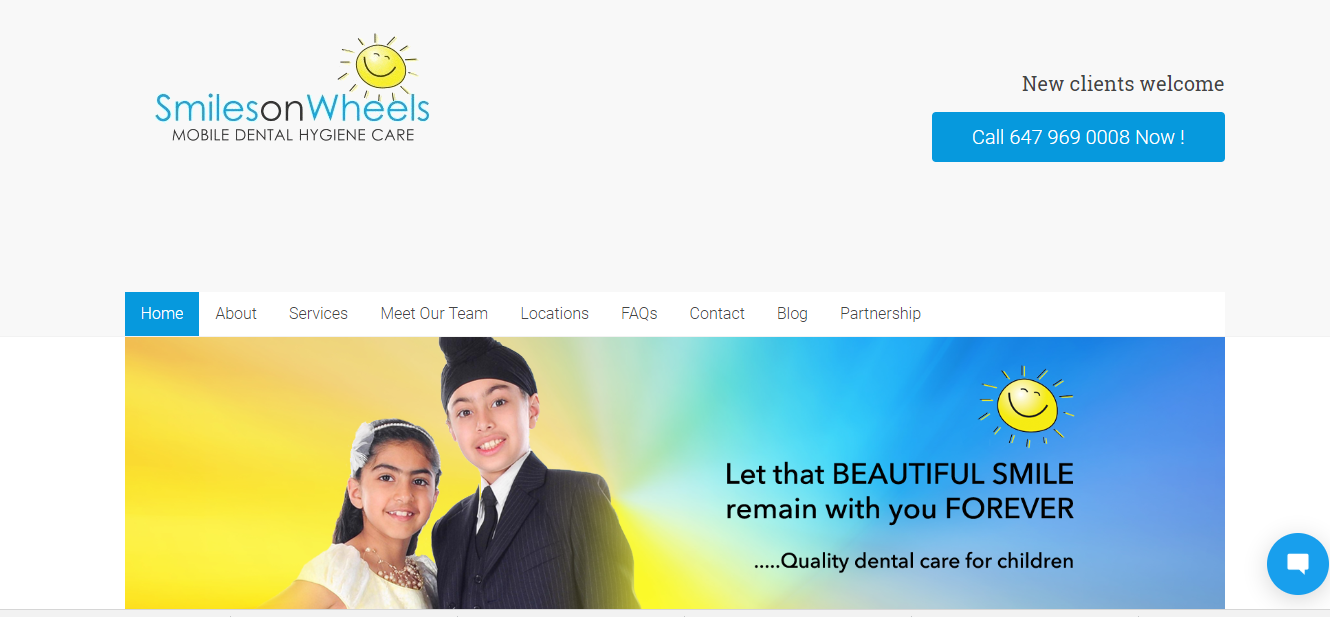 SmilesonWheels
MOBILE DENTAL HYGIENE CARE
New clients welcome
Call 647 969 0008 Now !
Home About Services Meet Our Team Locations FAQs Contact Blog Partnership
Let that BEAUTIFUL SMILE
remain with you FOREVER
.....Quality dental care for children